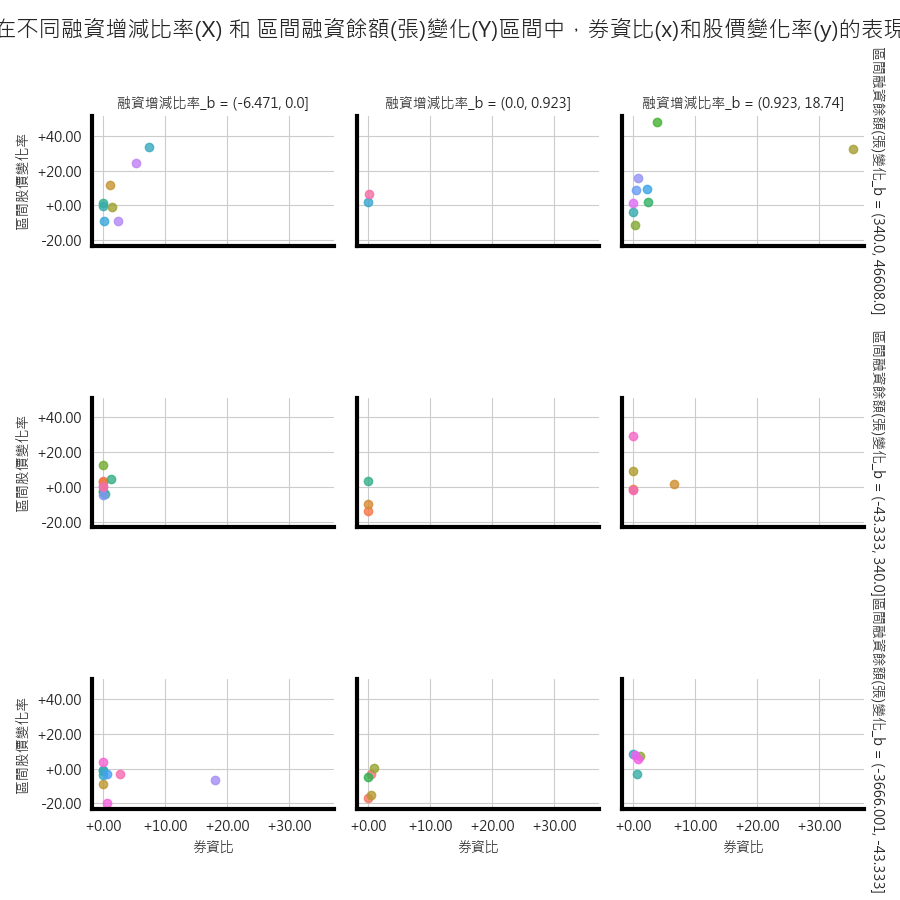 在不同融資增減比率(X) 和 區間融資餘額(張)變化(Y)區間中，券資比(x)和股價變化率(y)的表現
融資增減比率_b = (-6.471, 0.0]
融資增減比率_b = (0.0, 0.923]
融資增減比率_b = (0.923, 18.74]
區間融資餘額(張)變化_b = (340.0, 46608.0]
區間股價變化率
+40.00
+20.00
+0.00
-20.00
區間融資餘額(張)變化_b = (-43.333, 340.0]
區間股價變化率
+40.00
+20.00
+0.00
-20.00
區間融資餘額(張)變化_b = (-3666.001, -43.333]
區間股價變化率
+40.00
+20.00
+0.00
-20.00
+0.00 +10.00 +20.00 +30.00
+0.00 +10.00 +20.00 +30.00
+0.00 +10.00 +20.00 +30.00
券資比
券資比
券資比